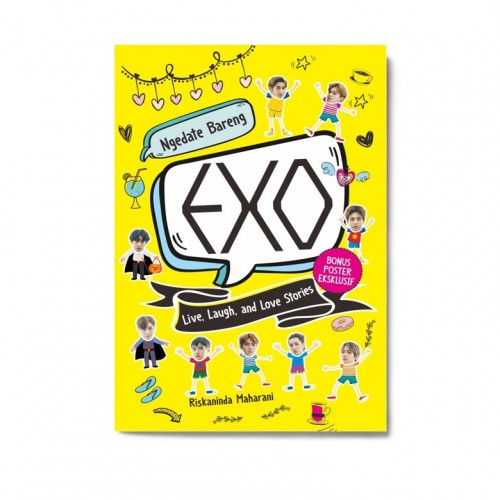 Ngedate Bareng
EXO
BONUS
POSTER
EKSKLUSIF
Live, Laugh, and Love Stories
Riskaninda Maharani